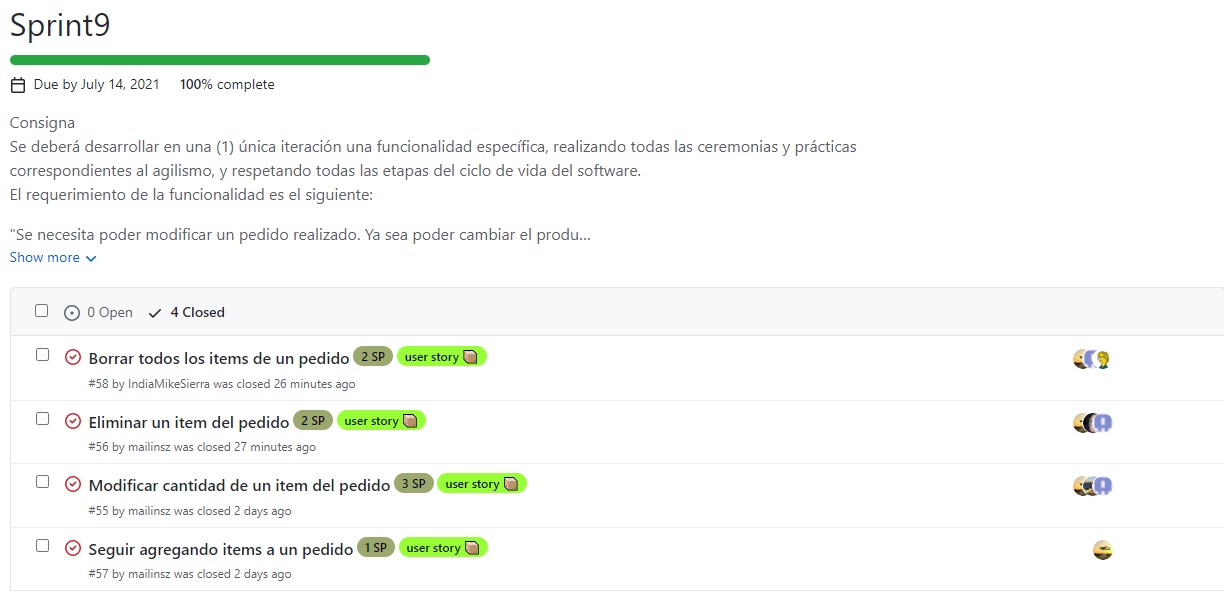 Sprint9
Due by July 14, 2021 100% complete
Consigna
Se deberá desarrollar en una (1) única iteración una funcionalidad específica, realizando todas las ceremonias y prácticas
correspondientes al agilismo, y respetando todas las etapas del ciclo de vida del software.
El requerimiento de la funcionalidad es el siguiente:
"Se necesita poder modificar un pedido realizado. Ya sea poder cambiar el produ...
Show more
0 Open 4 Closed
Borrar todos los items de un pedido 2 SP user story
#58 by IndiaMikeSierra was closed 26 minutes ago
Eliminar un item del pedido 2 SP user story
#56 by mailinsz was closed 27 minutes ago
Modificar cantidad de un item del pedido 3 SP user story
#55 by mailinsz was closed 2 days ago
Seguir agregando items a un pedido 1 SP user story
#57 by mailinsz was closed 2 days ago